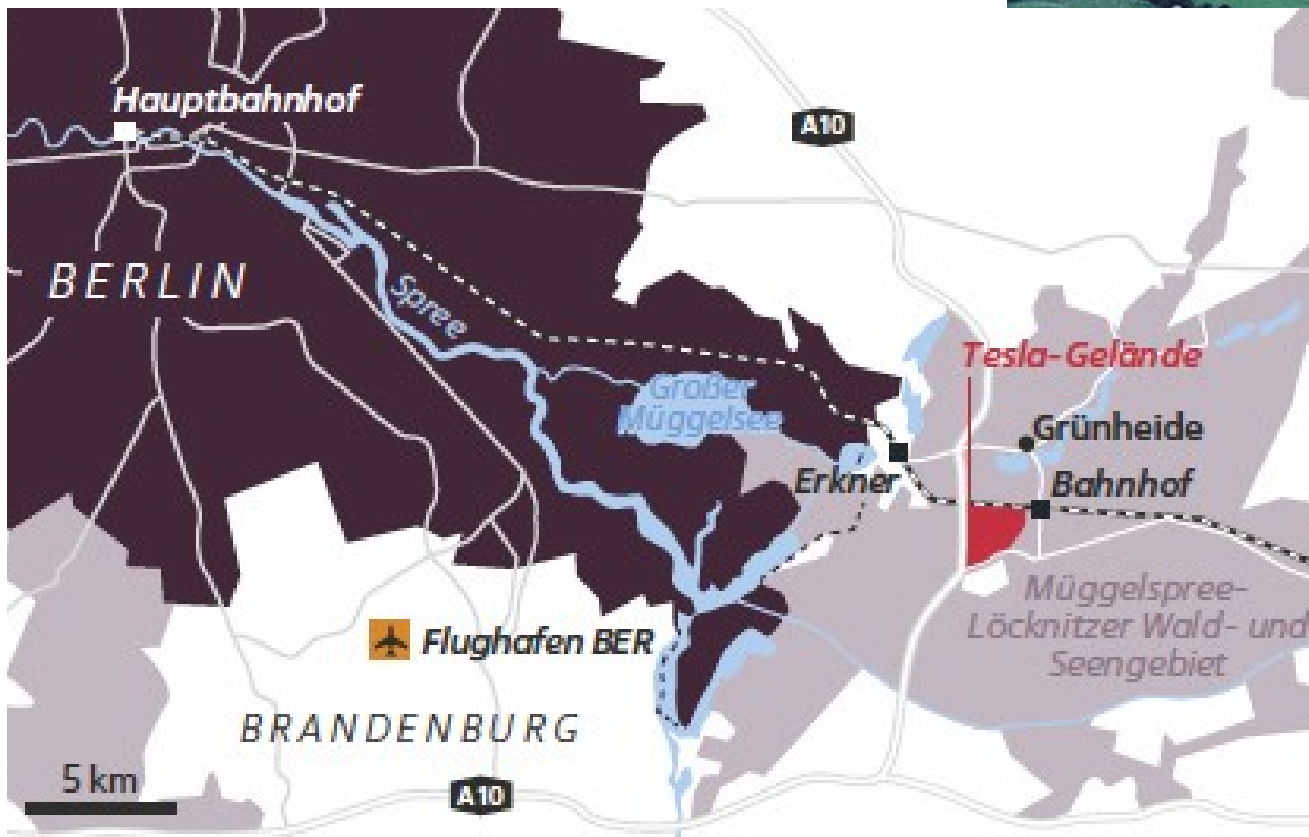 Hauptbahnhof
A10
BERLIN
Spree
Tesla-Gelände
Großer
Müggelsee
Grünheide
Erkner
Bahnhof
Müggelspree-
Löcknitzer Wald- und
Seengebiet
Flughafen BER
BRANDENBURG
5 km
A10